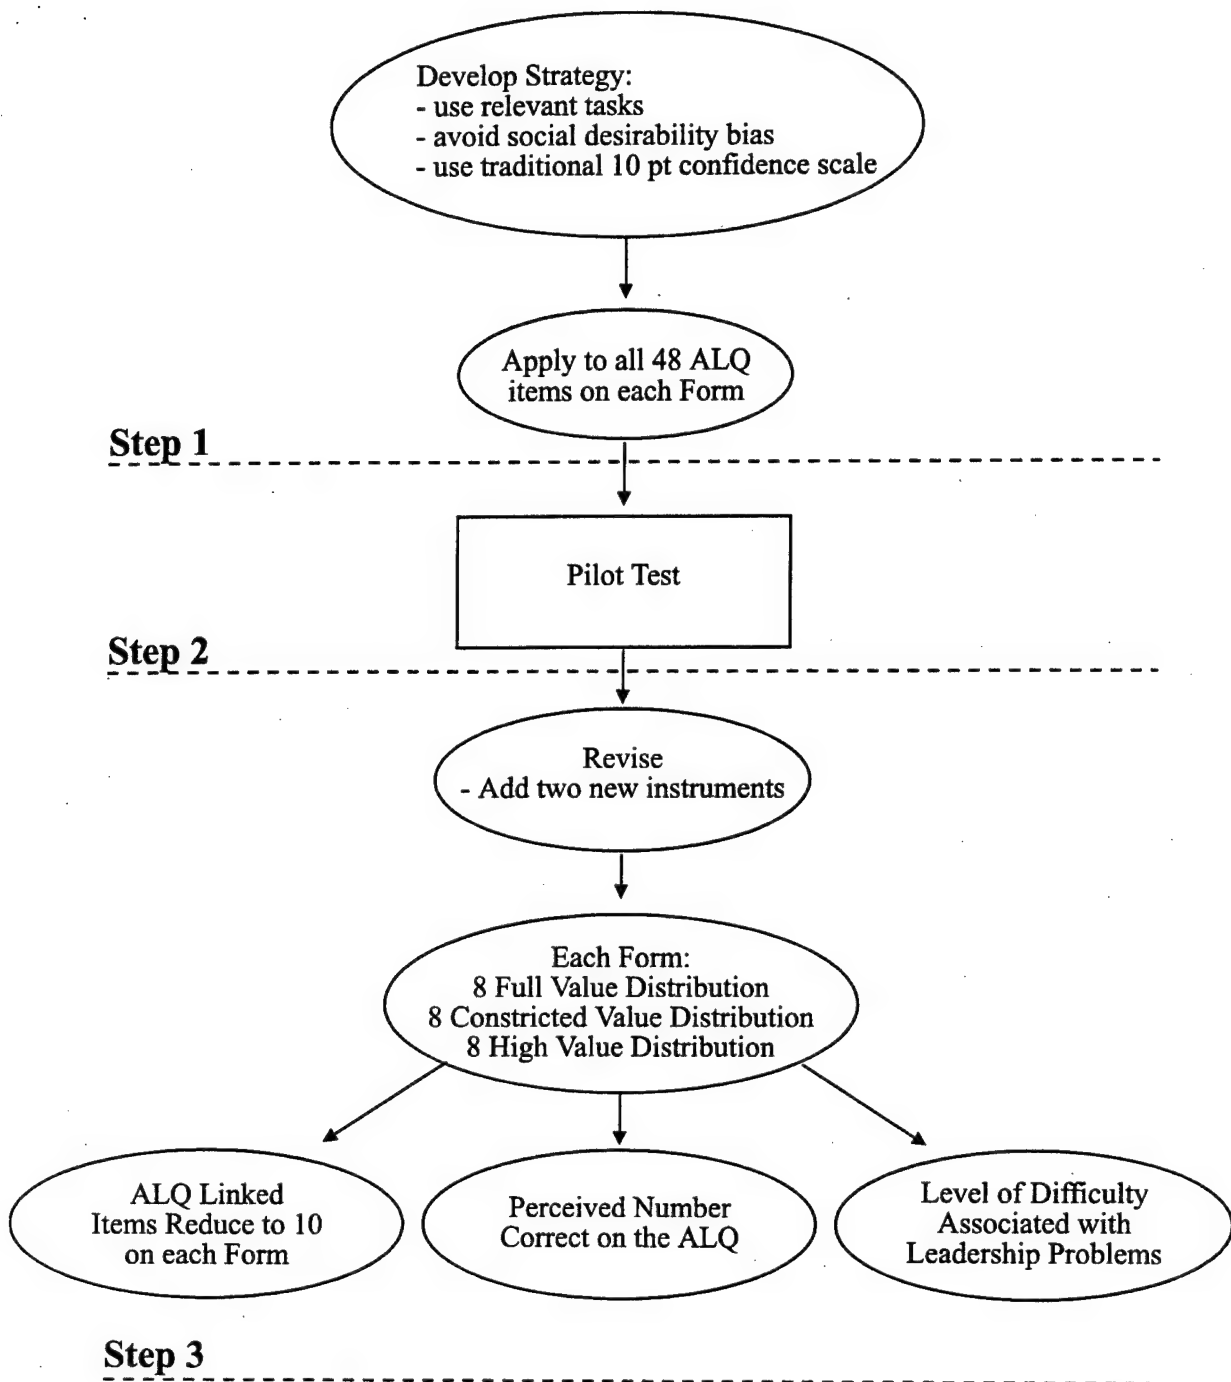 Develop Strategy:
- use relevant tasks
- avoid social desirability bias
- use traditional 10 pt confidence scale
Apply to all 48 ALQ
items on each Form
Step 1
Pilot Test
Step 2
Revise
- Add two new instruments
Each Form:
8 Full Value Distribution
8 Constricted Value Distribution
8 High Value Distribution
ALQ Linked
Items Reduce to 10
on each Form
Perceived Number
Correct on the ALQ
Level of Difficulty
Associated with
Leadership Problems
Step 3